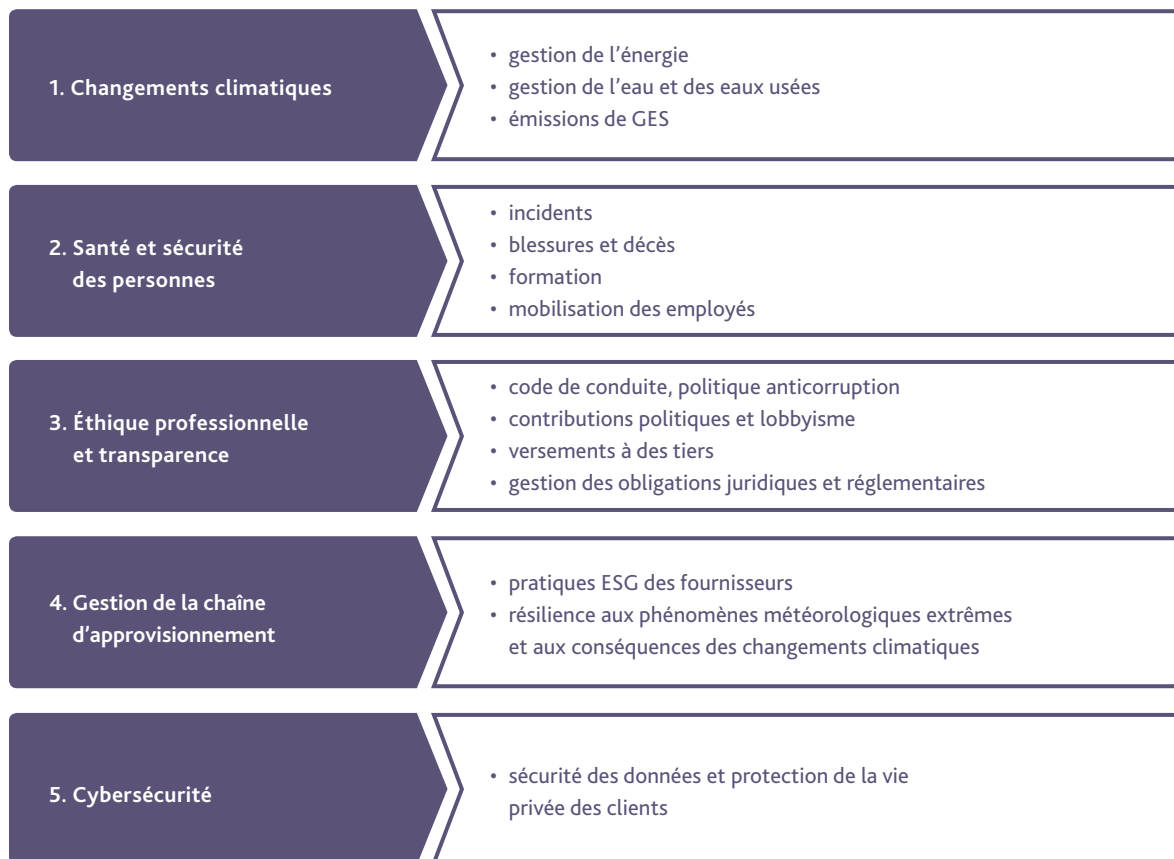 1. Changements climatiques
• gestion de l’énergie
• gestion de l’eau et des eaux usées
• émissions de GES
2. Santé et sécurité
des personnes
• incidents
• blessures et décès
• formation
• mobilisation des employés
3. Éthique professionnelle
et transparence
• code de conduite, politique anticorruption
• contributions politiques et lobbyisme
• versements à des tiers
• gestion des obligations juridiques et réglementaires
4. Gestion de la chaîne
d’approvisionnement
• pratiques ESG des fournisseurs
• résilience aux phénomènes météorologiques extrêmes
et aux conséquences des changements climatiques
5. Cybersécurité
• sécurité des données et protection de la vie
privée des clients